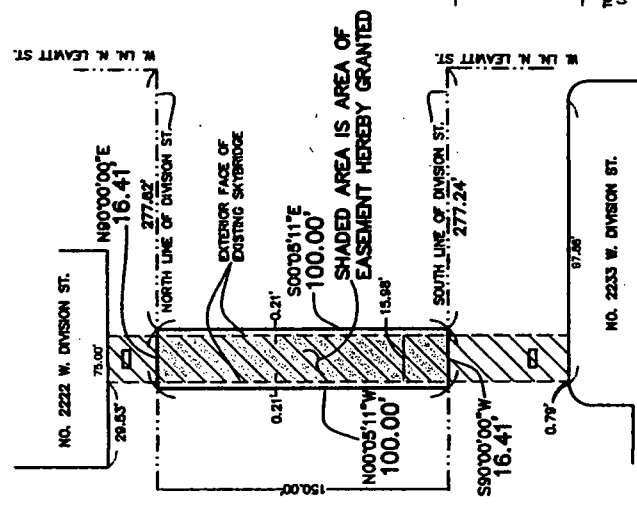 W. LN. N. LEAVITT ST.
W. LN. N. LEAVITT ST.
NO. 2222 W. DIVISION ST.
75.00'
29.53'
N90°00'00"E
16.41'
277.62'
NORTH LINE OF DIVISION ST.
EXTERIOR FACE OF
EXISTING SKYBRIDGE
S00°05'11"E
100.00'
SHADED AREA IS AREA OF
EASEMENT HEREBY GRANTED
0.21'
0.21'
15.98'
N00°05'11"W
100.00'
150.00'
SOUTH LINE OF DIVISION ST.
277.24'
S90°00'00"W
16.41'
0.79'
97.86'
NO. 2233 W. DIVISION ST.